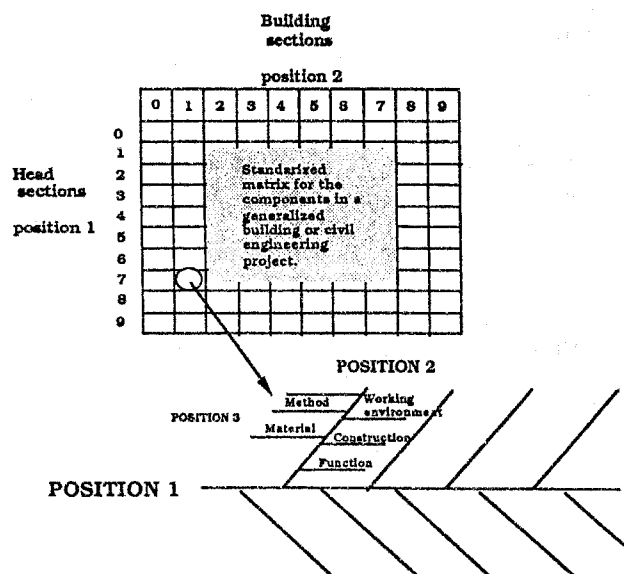 Building
sections
position 2
0 1 2 3 4 5 6 7 8 9
0
1
2
3
4
5
6
7
8
9
Head
sections
position 1
Standarized
matrix for the
components in a
generalized
building or civil
engineering
project.
POSITION 2
POSITION 3
Method
Working
environment
Material
Construction
Function
POSITION 1